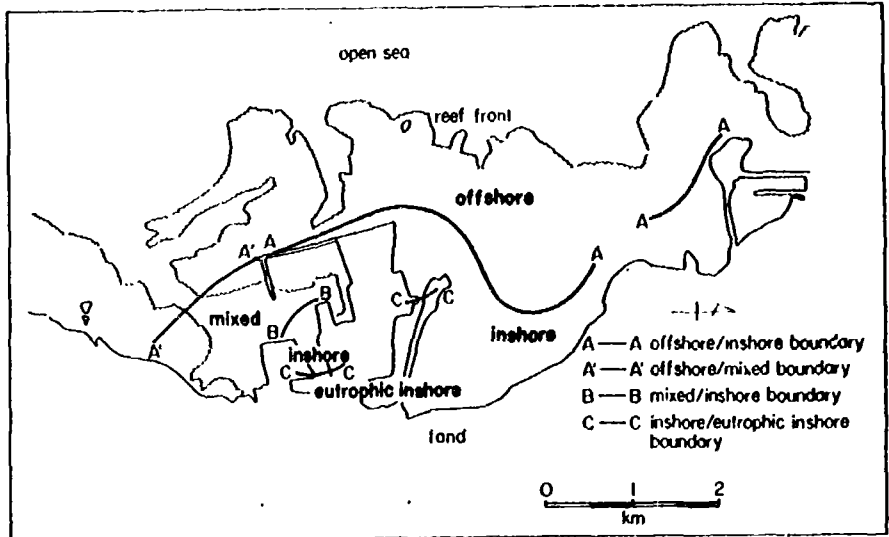 open sea
reef front
offshore
A
A
A' A
A
mixed
B
C C
inshore
B
A'
inshore
C C
eutrophic inshore
land
A — A offshore/inshore boundary
A' — A' offshore/mixed boundary
B — B mixed/inshore boundary
C — C inshore/eutrophic inshore
boundary
0 1 2
km